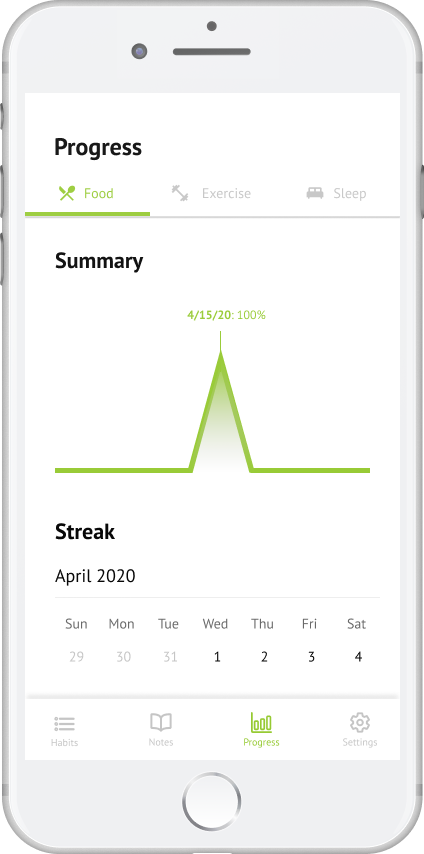 Progress
Food Exercise Sleep
Summary
4/15/20: 100%
Streak
April 2020
Sun Mon Tue Wed Thu Fri Sat
29 30 31 1 2 3 4
Habits Notes Progress Settings